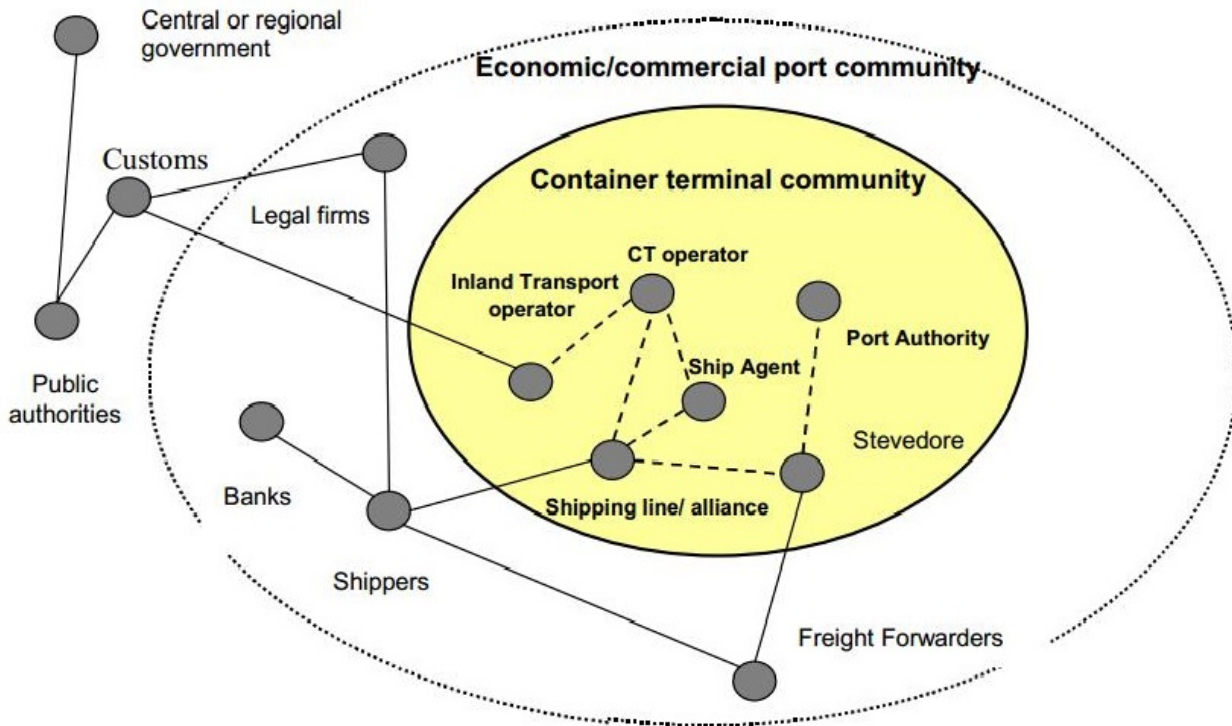 Central or regional
government
Economic/commercial port community
Customs
Container terminal community
Legal firms
CT operator
Inland Transport
operator
Port Authority
Ship Agent
Public
authorities
Stevedore
Banks
Shipping line/ alliance
Shippers
Freight Forwarders